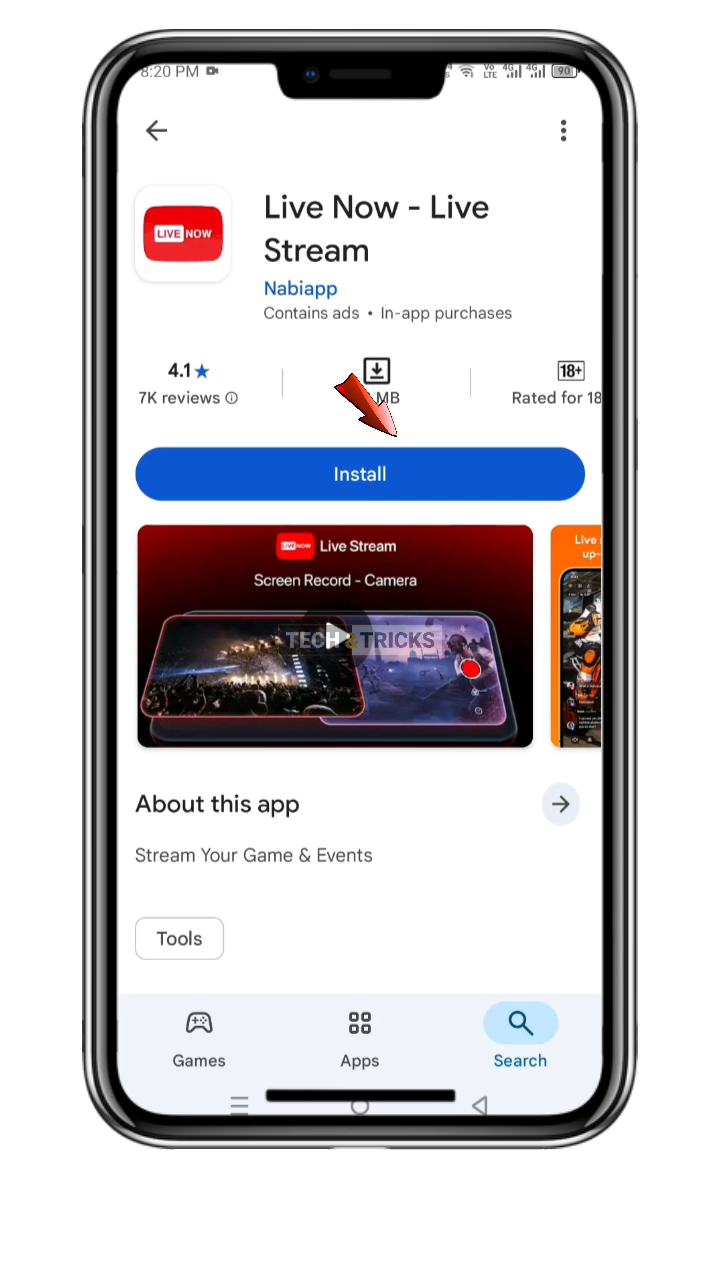 8:20 PM
Vo LTE 4G 4G 90
LIVE NOW
Live Now - Live
Stream
Nabiapp
Contains ads • In-app purchases
4.1★
7K reviews
MB
18+
Rated for 18
Install
LIVE NOW Live Stream
Screen Record - Camera
TECH & TRICKS
Live
up-
About this app
Stream Your Game & Events
Tools
Games
Apps
Search